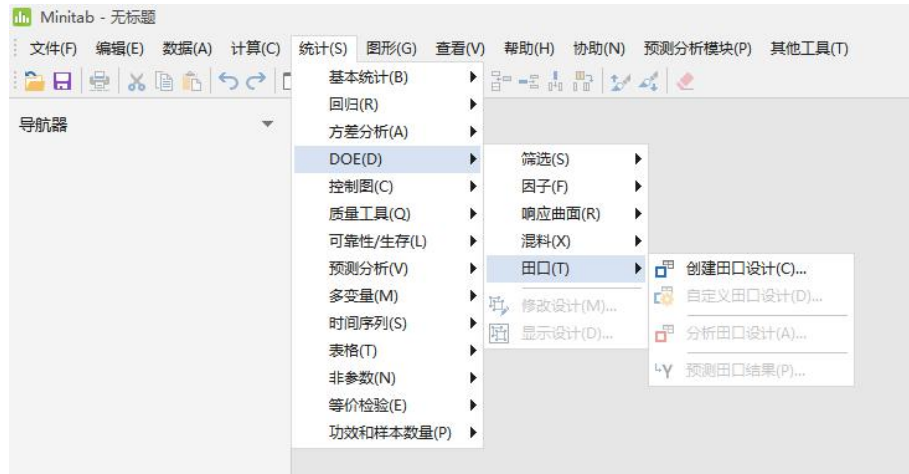 Minitab - 无标题
文件(F) 编辑(E) 数据(A) 计算(C) 统计(S) 图形(G) 查看(V) 帮助(H) 协助(N) 预测分析模块(P) 其他工具(T)
导航器
基本统计(B)
回归(R)
方差分析(A)
DOE(D)
控制图(C)
质量工具(Q)
可靠性/生存(L)
预测分析(V)
多变量(M)
时间序列(S)
表格(T)
非参数(N)
等价检验(E)
功效和样本数量(P)
筛选(S)
因子(F)
响应曲面(R)
混料(X)
田口(T)
修改设计(M)...
显示设计(D)...
创建田口设计(C)...
自定义田口设计(D)...
分析田口设计(A)...
预测田口结果(P)...